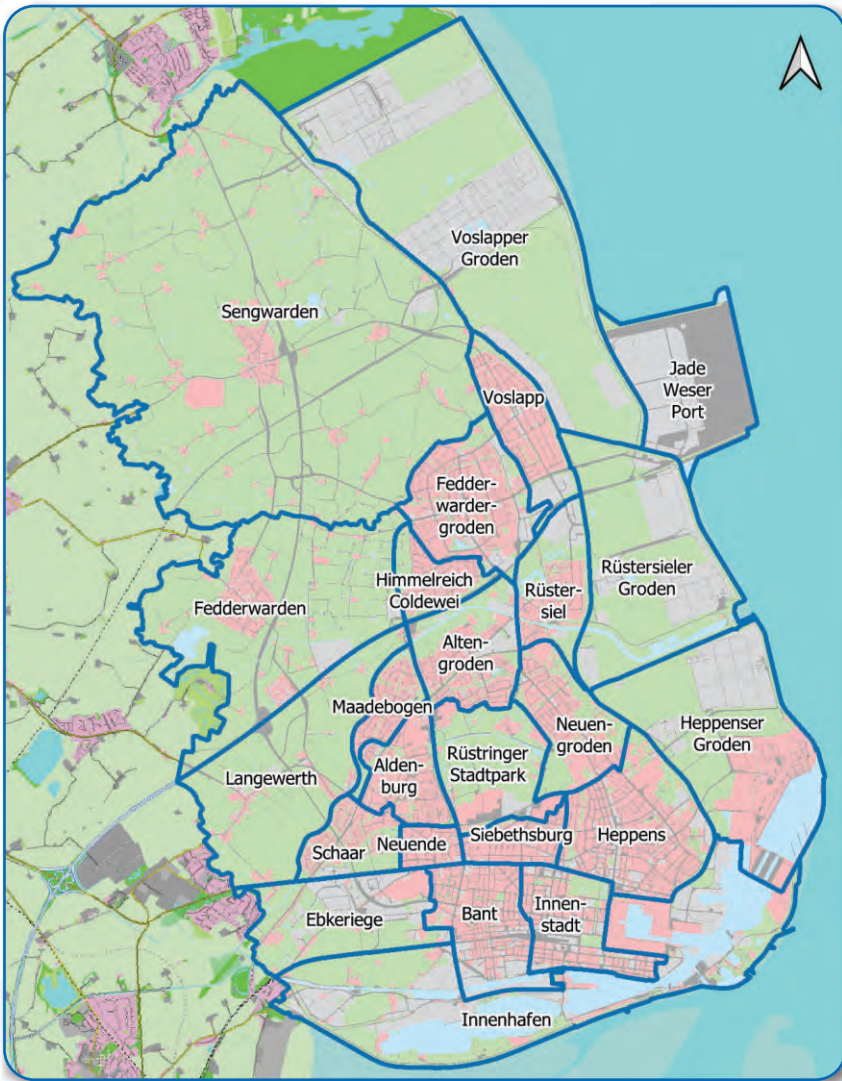 Voslapper
Groden
Sengwarden
Jade
Weser
Port
Voslapp
Fedder-
warder-
groden
Himmelreich
Coldewei
Rüster-
siel
Rüstersieler
Groden
Fedderwarden
Alten-
groden
Maadebogen
Neuen-
groden
Heppenser
Groden
Langewerth
Alden-
burg
Rüstringer
Stadtpark
Schaar
Neuende
Siebethsburg
Heppens
Ebkeriege
Bant
Innen-
stadt
Innenhafen